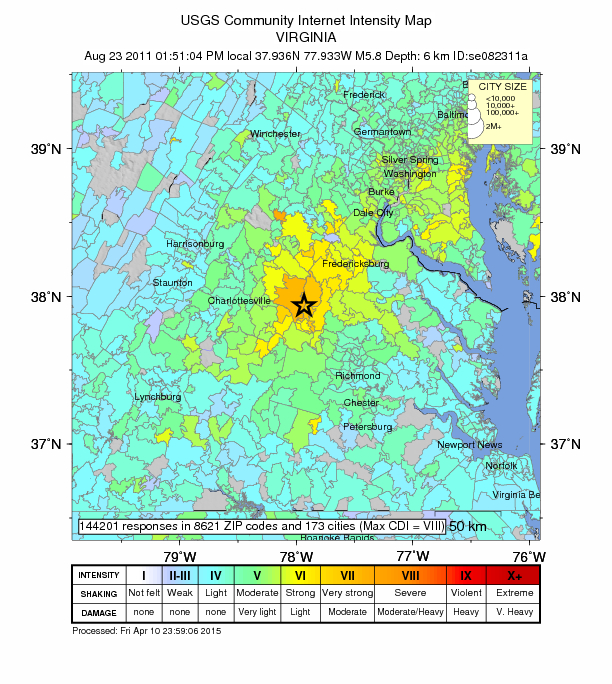 USGS Community Internet Intensity Map
VIRGINIA
Aug 23 2011 01:51:04 PM local 37.936N 77.933W M5.8 Depth: 6 km ID:se082311a
CITY SIZE
<10,000
10,000+
100,000+
2M+
Frederick
Baltimo
Winchester
Germantown
39°N
39°N
Silver Spring
Washington
Burke
Dale City
Harrisonburg
Fredericksburg
Staunton
38°N
Charlottesville
38°N
Richmond
Lynchburg
Chester
Petersburg
37°N
Newport News
37°N
Norfolk
Virginia Be
144201 responses in 8621 ZIP codes and 173 cities (Max CDI = VIII)
50 km
Roanoke Rapids
79°W 78°W 77°W 76°W
INTENSITY I II-III IV V VI VII VIII IX X+
SHAKING Not felt Weak Light Moderate Strong Very strong Severe Violent Extreme
DAMAGE none none none Very light Light Moderate Moderate/Heavy Heavy V. Heavy
Processed: Fri Apr 10 23:59:06 2015